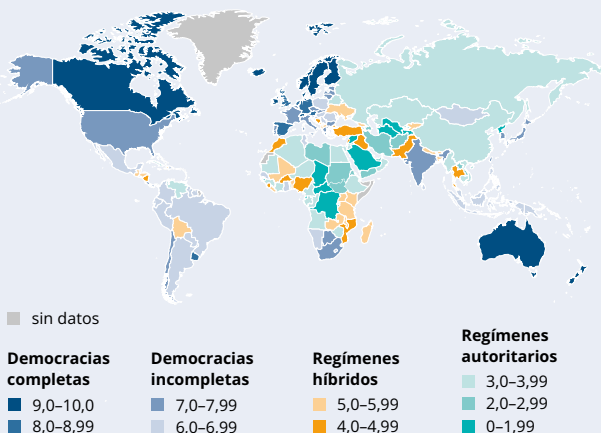 sin datos
Democracias
completas
9,0–10,0
8,0–8,99
Democracias
incompletas
7,0–7,99
6,0–6,99
Regímenes
híbridos
5,0–5,99
4,0–4,99
Regímenes
autoritarios
3,0–3,99
2,0–2,99
0–1,99